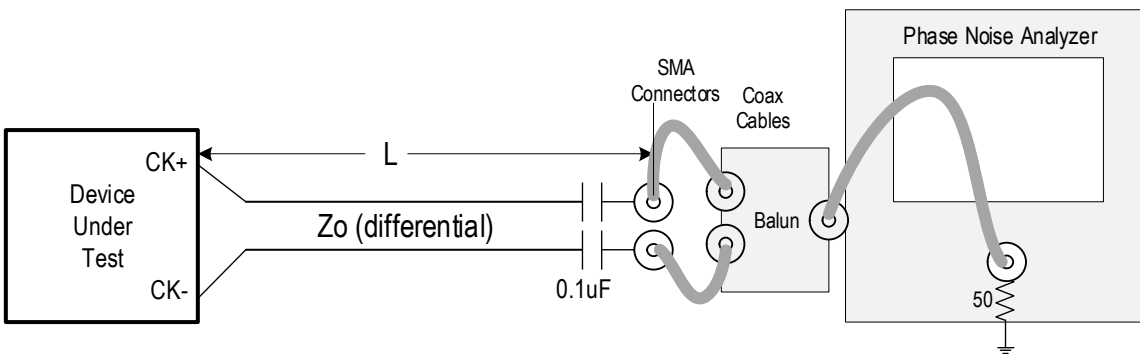 Phase Noise Analyzer
SMA
Connectors
Coax
Cables
CK+
L
Device
Under
Test
Zo (differential)
Balun
CK-
0.1uF
50